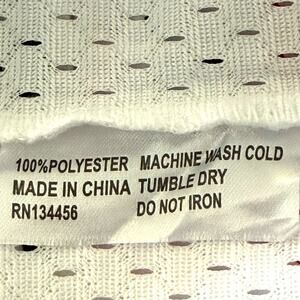 100%POLYESTER MACHINE WASH COLD
MADE IN CHINA TUMBLE DRY
RN134456 DO NOT IRON